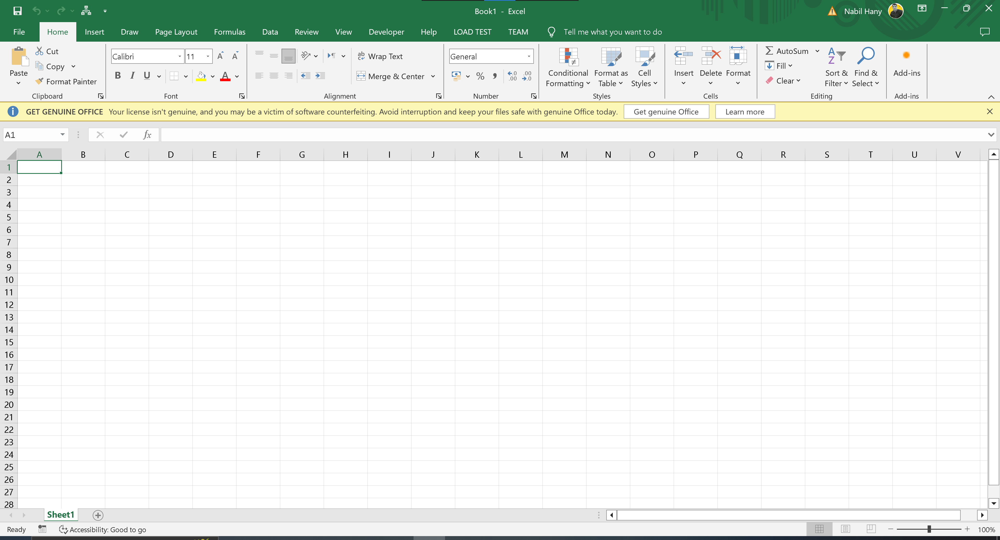 Book1 - Excel
Nabil Hany
File Home Insert Draw Page Layout Formulas Data Review View Developer Help LOAD TEST TEAM Tell me what you want to do
Paste
Cut
Copy
Format Painter
Clipboard
Calibri 11
B I U A
Font
Wrap Text
Merge & Center
Alignment
General
%
Number
Conditional Formatting
Format as Table
Cell Styles
Styles
Insert
Delete
Format
Cells
AutoSum
Fill
Clear
Sort & Filter
Find & Select
Editing
Add-ins
Add-ins
GET GENUINE OFFICE Your license isn't genuine, and you may be a victim of software counterfeiting. Avoid interruption and keep your files safe with genuine Office today. Get genuine Office Learn more
A1 fx
A B C D E F G H I J K L M N O P Q R S T U V
1
2
3
4
5
6
7
8
9
10
11
12
13
14
15
16
17
18
19
20
21
22
23
24
25
26
27
28
Sheet1
Ready Accessibility: Good to go 100%